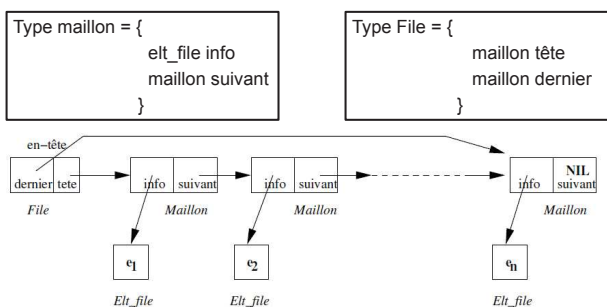 Type maillon = {
elt_file info
maillon suivant
}
Type File = {
maillon tête
maillon dernier
}
en-tête
dernier tete
info suivant
info suivant
NIL
info suivant
File
Maillon
Maillon
Maillon
e1
e2
en
Elt_file
Elt_file
Elt_file